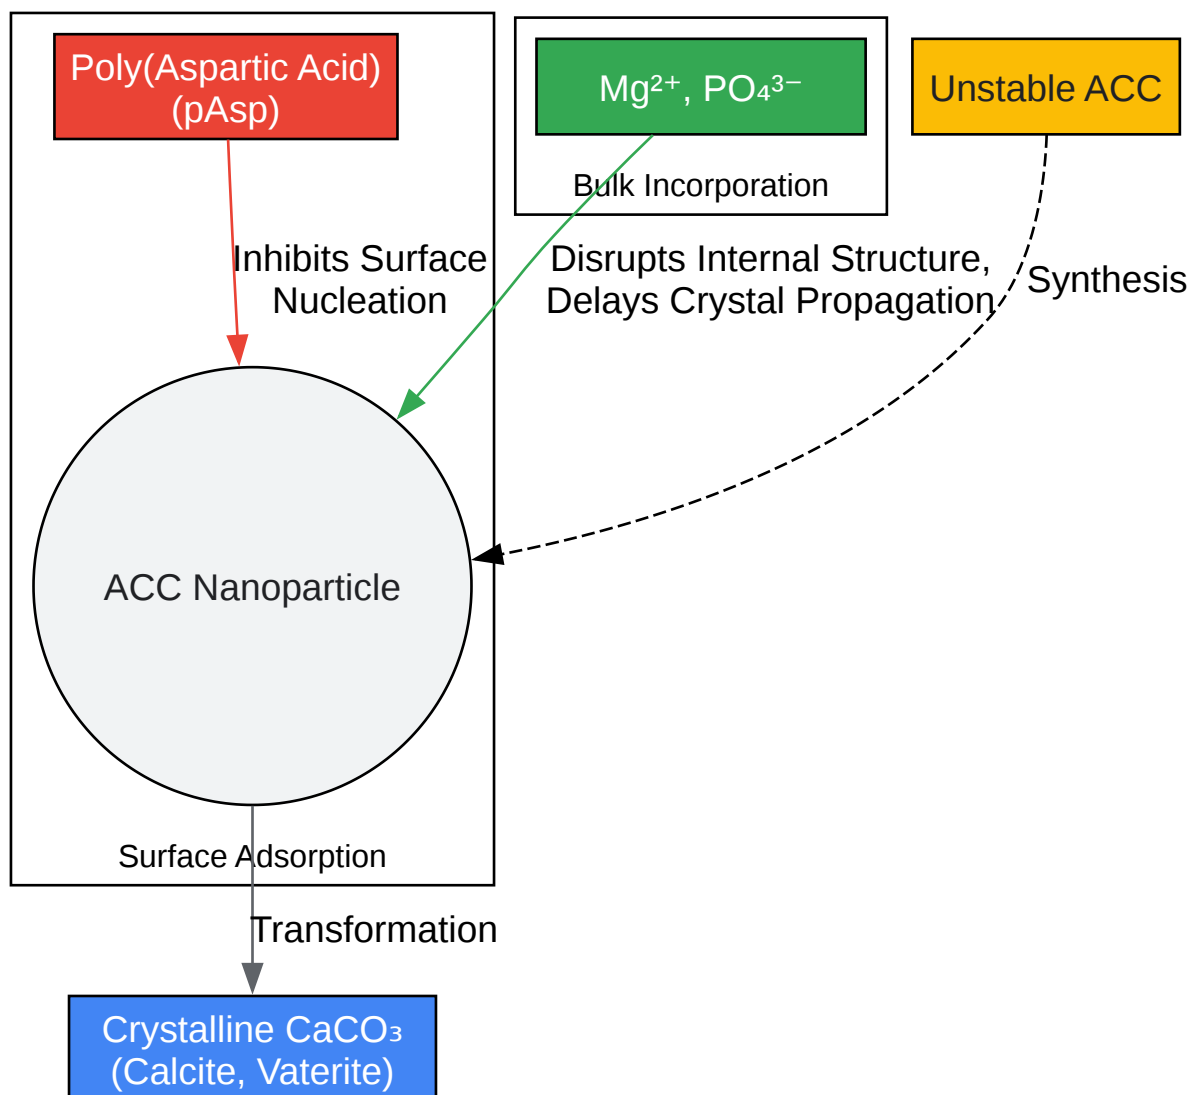 Poly(Aspartic Acid)
(pAsp)
Mg²⁺, PO₄³⁻
Unstable ACC
Bulk Incorporation
Inhibits Surface
Nucleation
Disrupts Internal Structure,
Delays Crystal Propagation
Synthesis
ACC Nanoparticle
Surface Adsorption
Transformation
Crystalline CaCO₃
(Calcite, Vaterite)